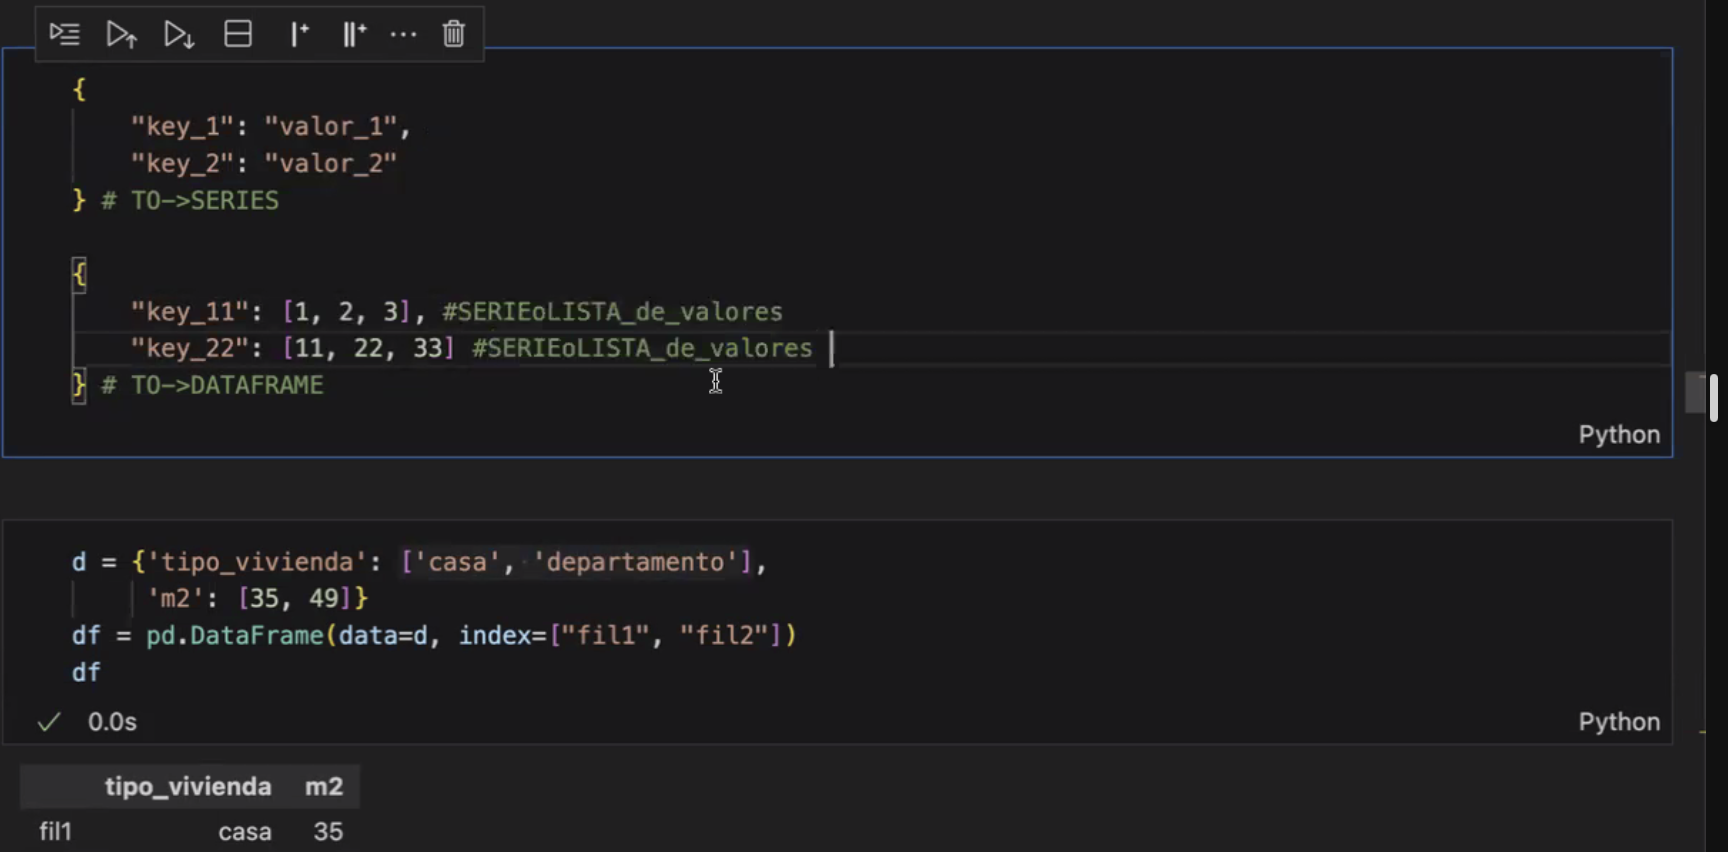 {
"key_1": "valor_1",
"key_2": "valor_2"
} # TO->SERIES
{
"key_11": [1, 2, 3], #SERIEoLISTA_de_valores
"key_22": [11, 22, 33] #SERIEoLISTA_de_valores
} # TO->DATAFRAME
Python
d = {'tipo_vivienda': ['casa', 'departamento'],
'm2': [35, 49]}
df = pd.DataFrame(data=d, index=["fil1", "fil2"])
df
0.0s Python
tipo_vivienda m2
fil1 casa 35